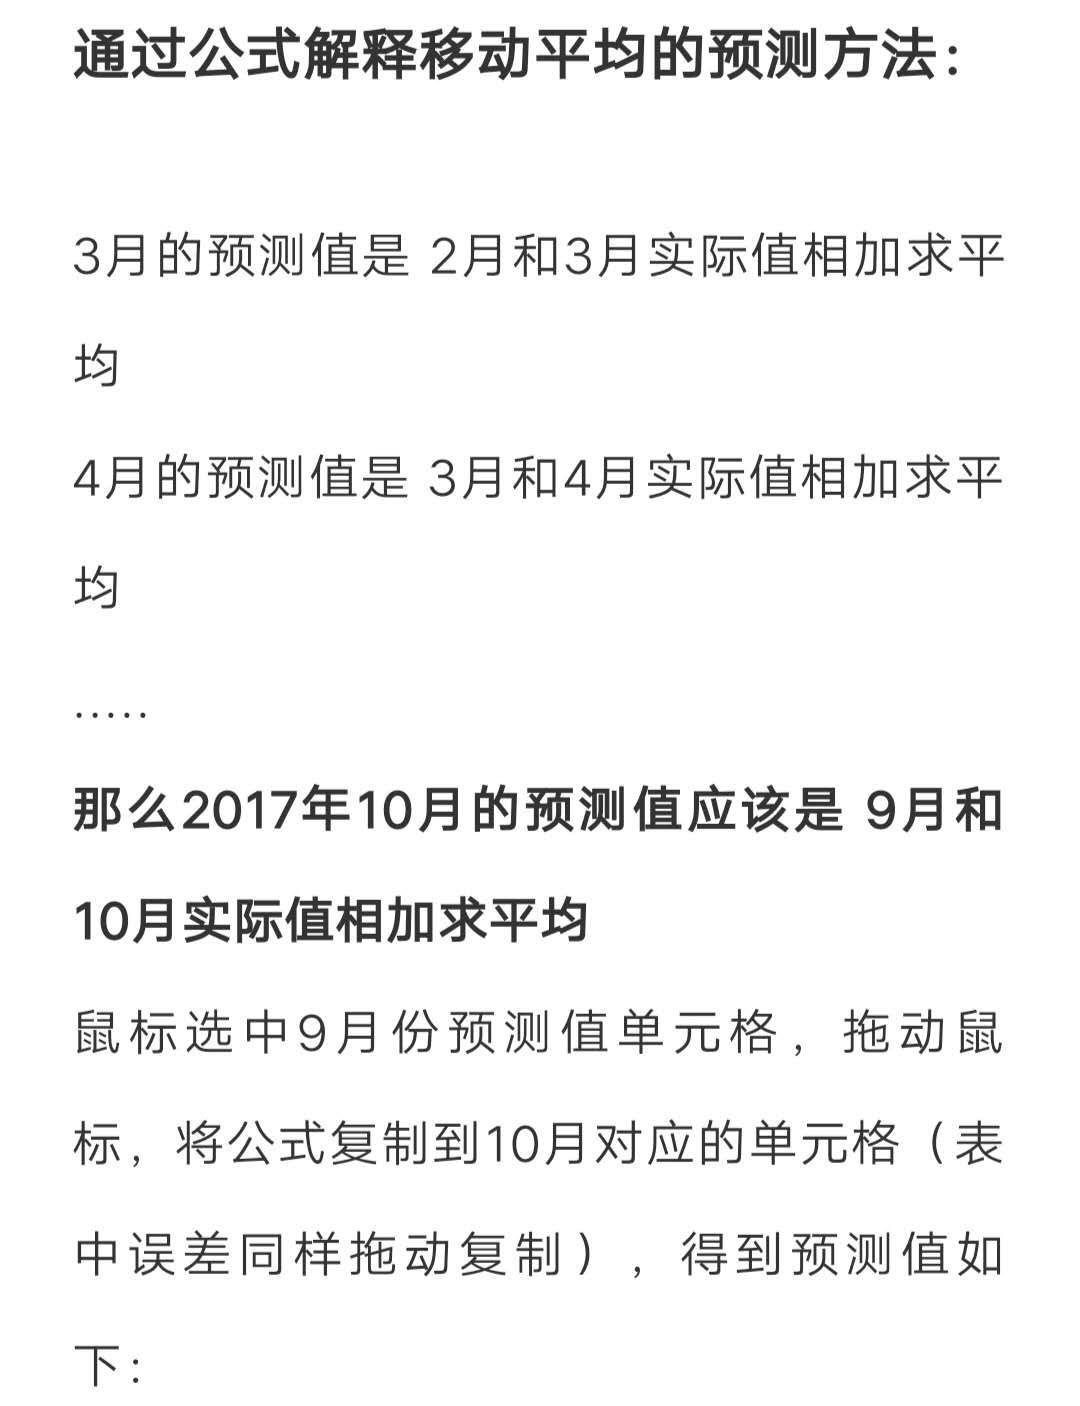 通过公式解释移动平均的预测方法：
3月的预测值是 2月和3月实际值相加求平
均
4月的预测值是 3月和4月实际值相加求平
均
.....
那么2017年10月的预测值应该是 9月和
10月实际值相加求平均
鼠标选中9月份预测值单元格，拖动鼠
标，将公式复制到10月对应的单元格（表
中误差同样拖动复制），得到预测值如
下：